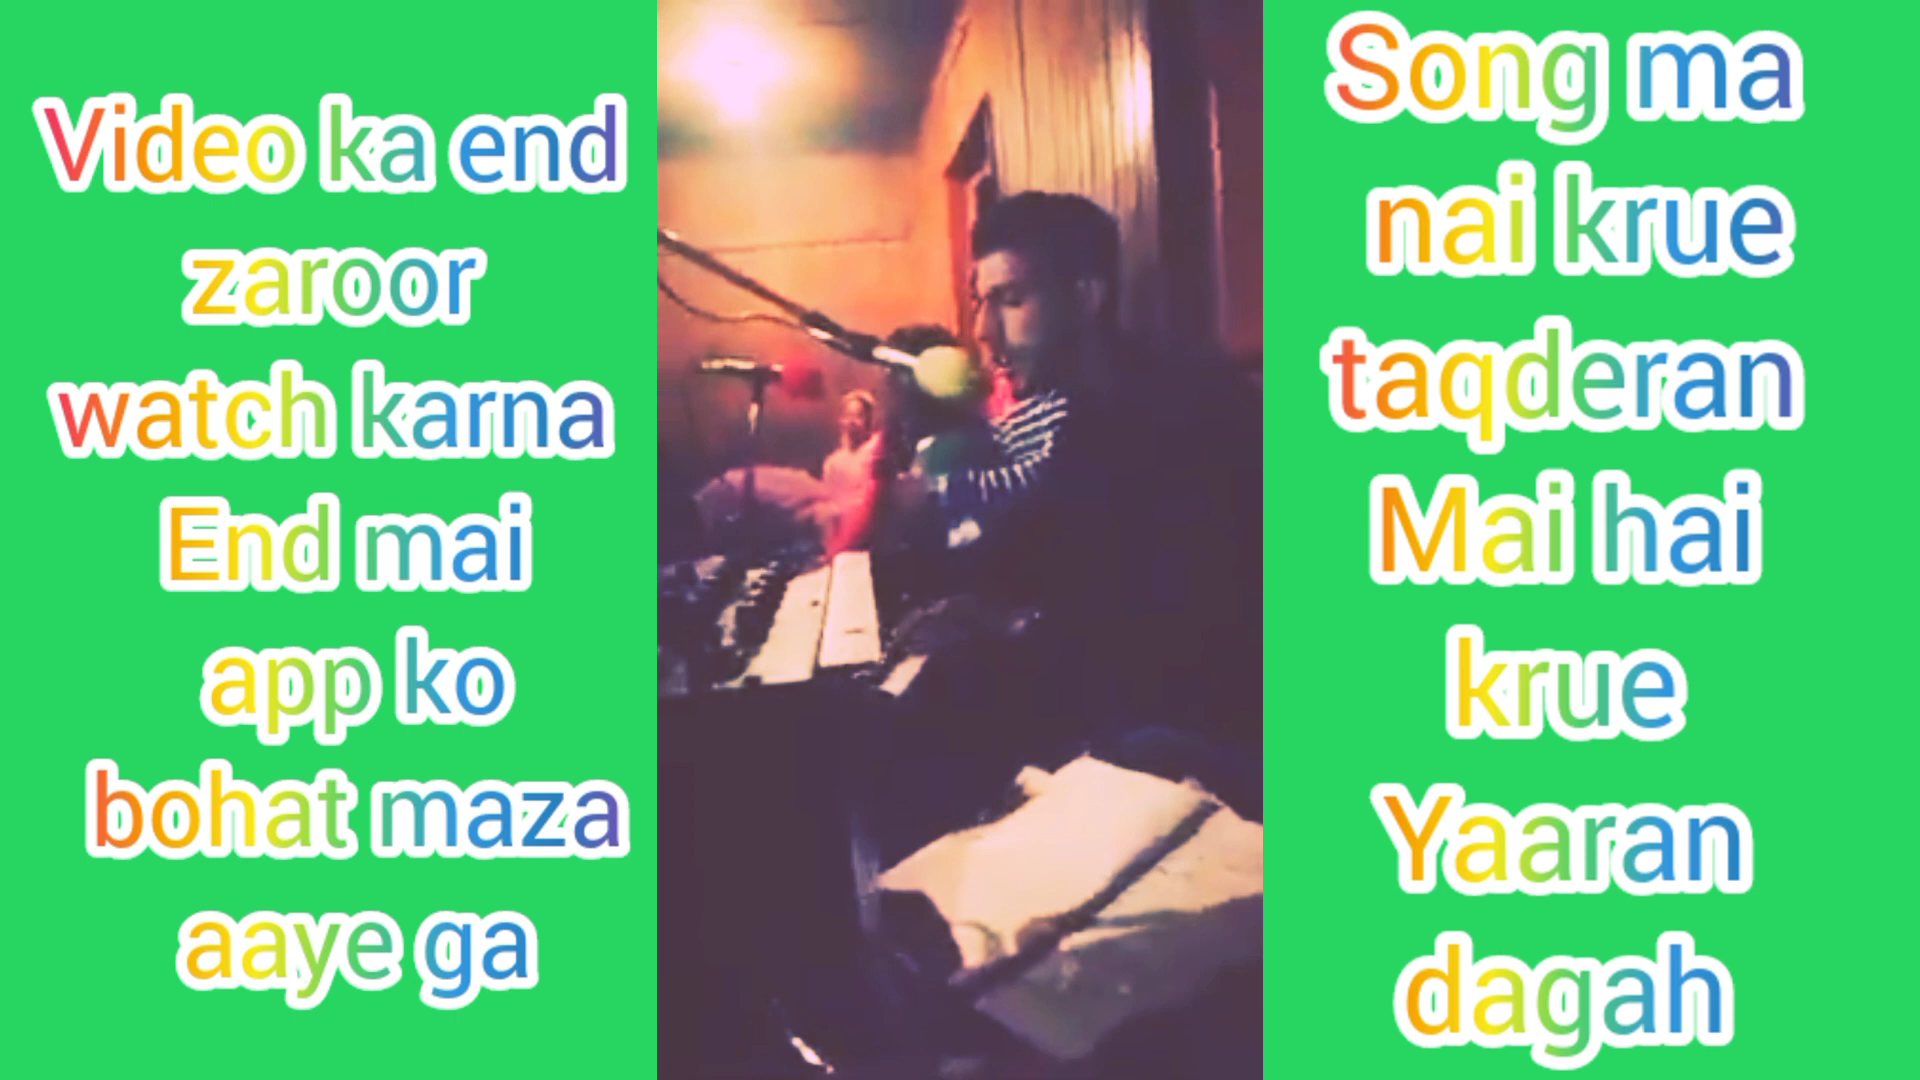 Video ka end
zaroor
watch karna
End mai
app ko
bohat maza
aaye ga
Song ma
nai krue
taqderan
Mai hai
krue
Yaaran
dagah